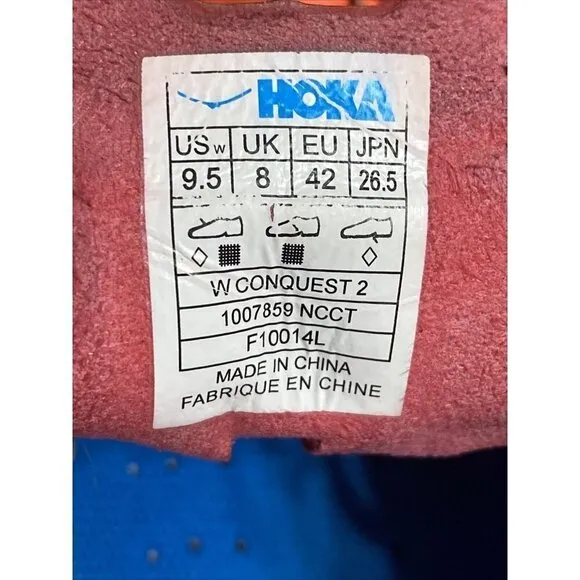 HOKA
US w UK EU JPN
9.5 8 42 26.5
W CONQUEST 2
1007859 NCCT
F10014L
MADE IN CHINA
FABRIQUE EN CHINE